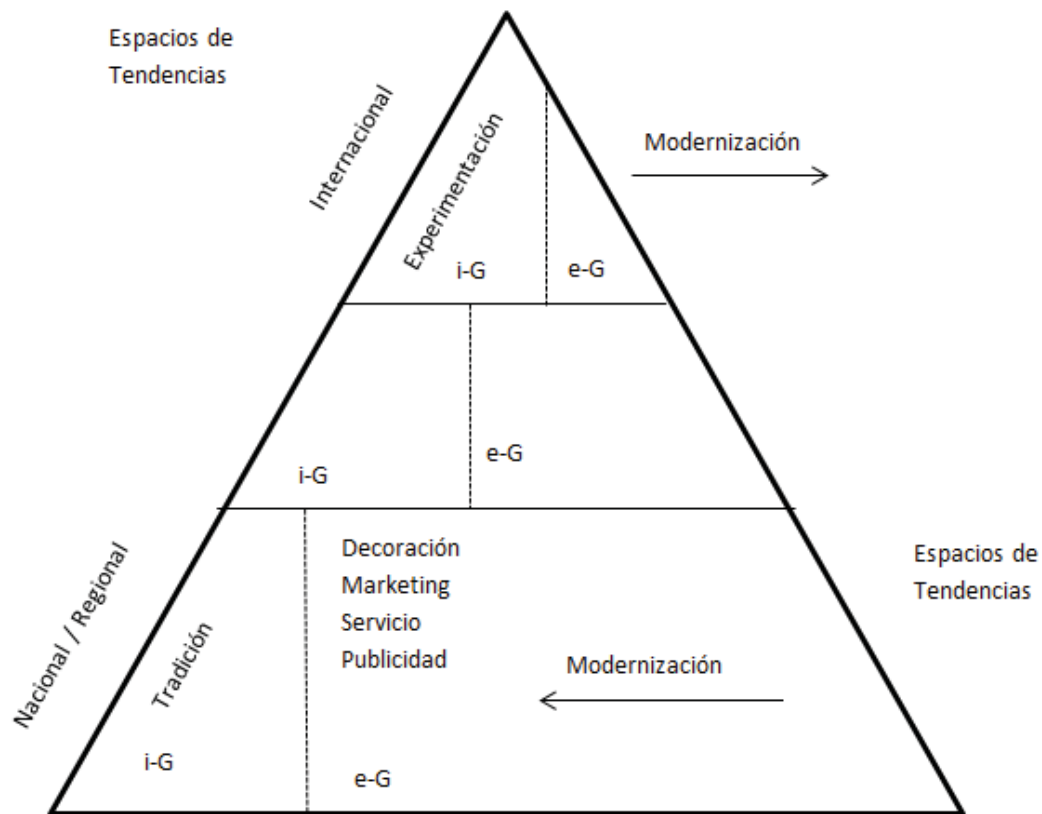 Espacios de
Tendencias
Internacional
Experimentación
Modernización
i-G
e-G
e-G
i-G
Decoración
Marketing
Servicio
Publicidad
Espacios de
Tendencias
Nacional / Regional
Tradición
Modernización
i-G
e-G